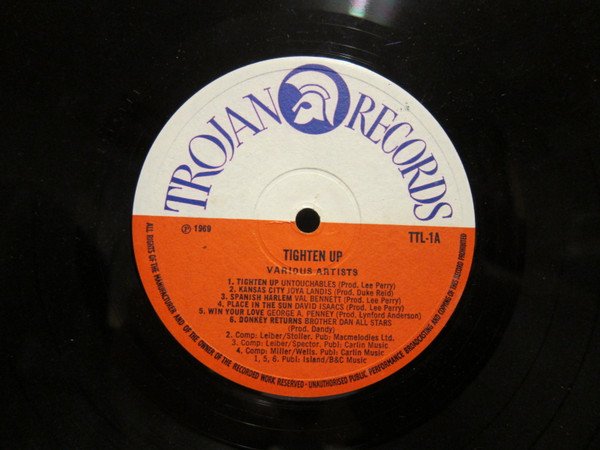 TROJAN RECORDS
℗ 1969
TTL-1A
TIGHTEN UP
VARIOUS ARTISTS
1. TIGHTEN UP UNTOUCHABLES (Prod. Lee Perry)
2. KANSAS CITY JOYA LANDIS (Prod. Duke Reid)
3. SPANISH HARLEM VAL BENNETT (Prod. Lee Perry)
4. PLACE IN THE SUN DAVID ISAACS (Prod. Lee Perry)
5. WIN YOUR LOVE GEORGE A. PENNEY (Prod. Lynford Anderson)
6. DONKEY RETURNS BROTHER DAN ALL STARS
(Prod. Dandy)
2. Comp: Leiber/Stoller. Pub: Macmelodies Ltd.
3. Comp: Leiber/Spector. Publ: Carlin Music
4. Comp: Miller/Wells. Publ: Carlin Music
1, 5, 6. Publ: Island/B&C Music
ALL RIGHTS OF THE MANUFACTURER AND OF THE OWNER OF THE RECORDED WORK RESERVED - UNAUTHORISED PUBLIC PERFORMANCE BROADCASTING AND COPYING OF THIS RECORD PROHIBITED